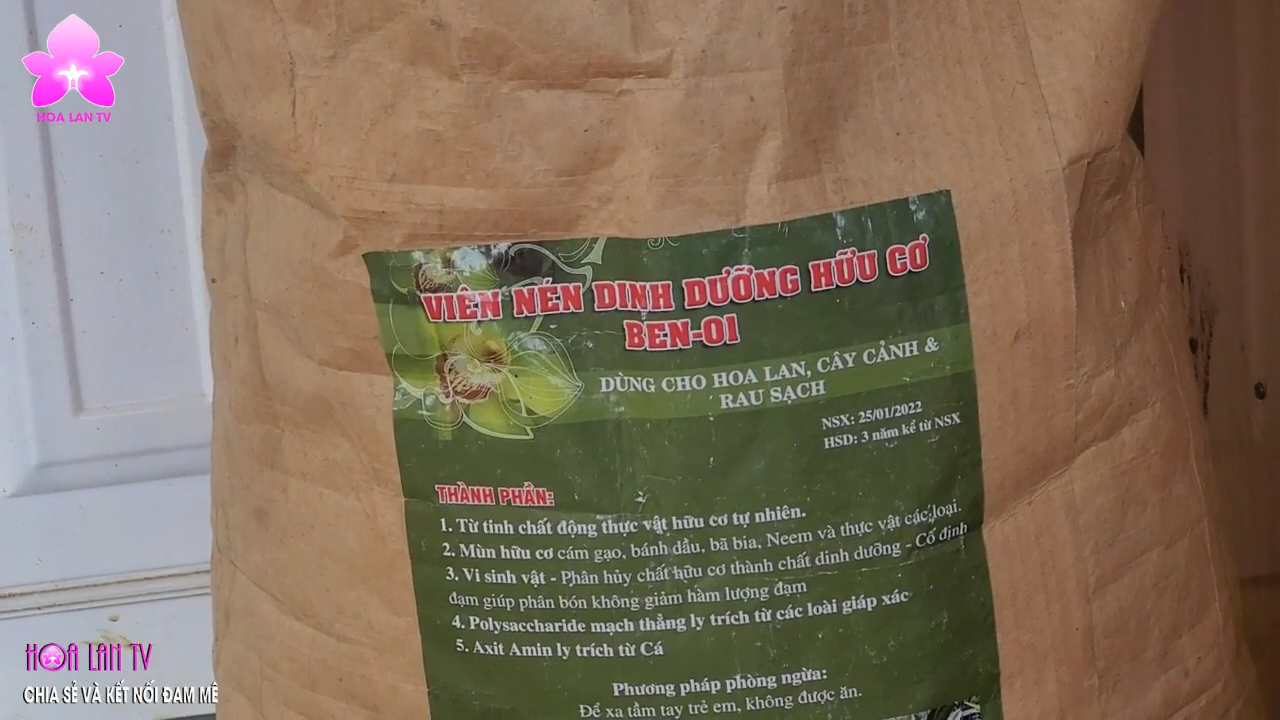 HOA LAN TV
VIÊN NÉN DINH DƯỠNG HỮU CƠ
BEN-01
DÙNG CHO HOA LAN, CÂY CẢNH &
RAU SẠCH
NSX: 25/01/2022
HSD: 3 năm kể từ NSX
THÀNH PHẦN:
1. Từ tinh chất động thực vật hữu cơ tự nhiên.
2. Mùn hữu cơ cám gạo, bánh dầu, bã bia, Neem và thực vật các loại.
3. Vi sinh vật - Phân hủy chất hữu cơ thành chất dinh dưỡng - Cố định
đạm giúp phân bón không giảm hàm lượng đạm
4. Polysaccharide mạch thẳng ly trích từ các loài giáp xác
5. Axit Amin ly trích từ Cá
Phương pháp phòng ngừa:
Để xa tầm tay trẻ em, không được ăn.
HOA LAN TV
CHIA SẺ VÀ KẾT NỐI ĐAM MÊ